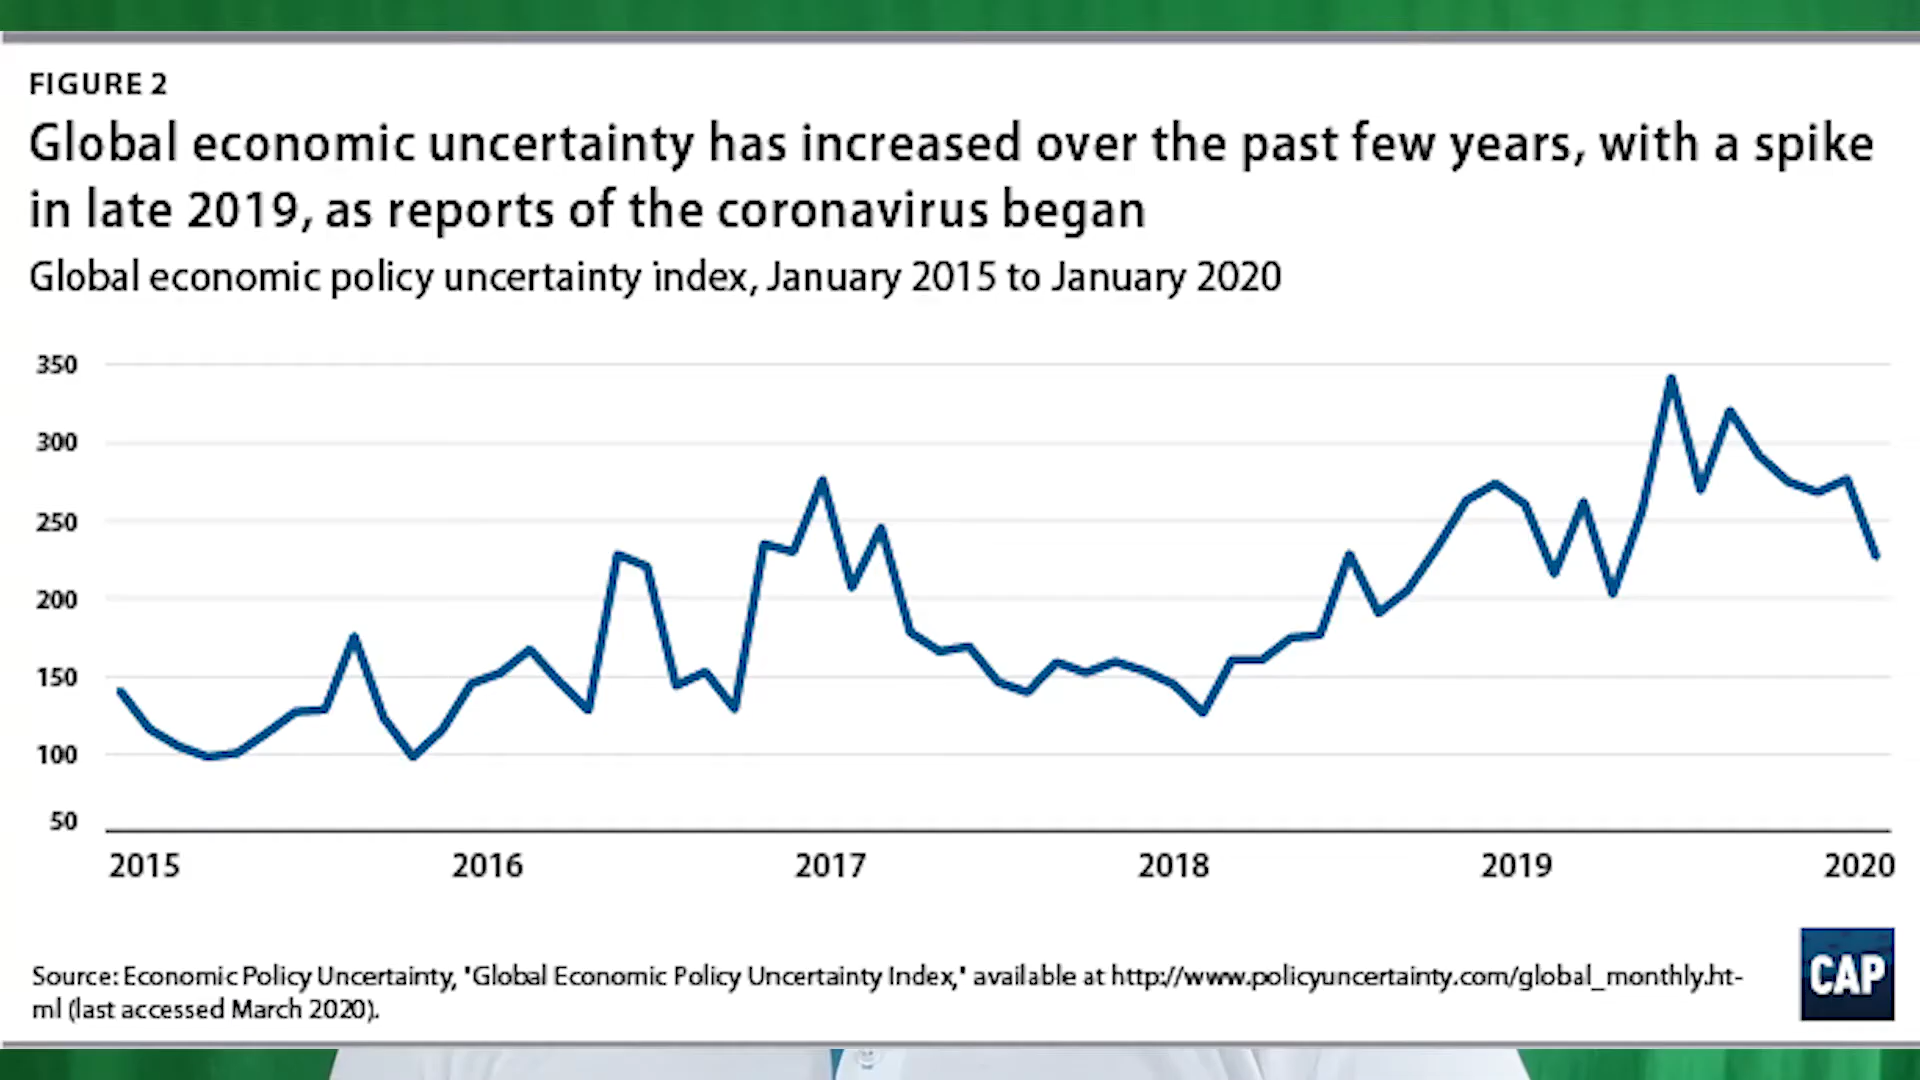 FIGURE 2
Global economic uncertainty has increased over the past few years, with a spike
in late 2019, as reports of the coronavirus began
Global economic policy uncertainty index, January 2015 to January 2020
350
300
250
200
150
100
50
2015 2016 2017 2018 2019 2020
Source: Economic Policy Uncertainty, "Global Economic Policy Uncertainty Index," available at http://www.policyuncertainty.com/global_monthly.ht-
ml (last accessed March 2020).
CAP